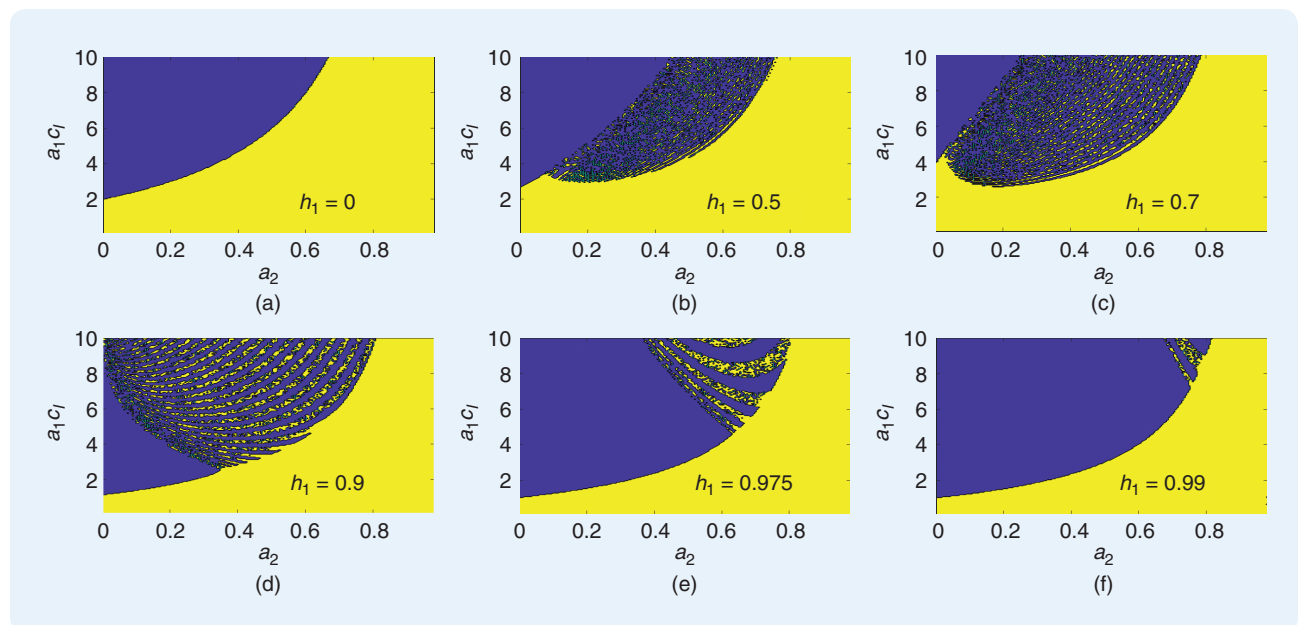 10
8
6
4
2
a₁cₗ
h₁ = 0
0 0.2 0.4 0.6 0.8
a₂
(a)
10
8
6
4
2
a₁cₗ
h₁ = 0.5
0 0.2 0.4 0.6 0.8
a₂
(b)
10
8
6
4
2
a₁cₗ
h₁ = 0.7
0 0.2 0.4 0.6 0.8
a₂
(c)
10
8
6
4
2
a₁cₗ
h₁ = 0.9
0 0.2 0.4 0.6 0.8
a₂
(d)
10
8
6
4
2
a₁cₗ
h₁ = 0.975
0 0.2 0.4 0.6 0.8
a₂
(e)
10
8
6
4
2
a₁cₗ
h₁ = 0.99
0 0.2 0.4 0.6 0.8
a₂
(f)